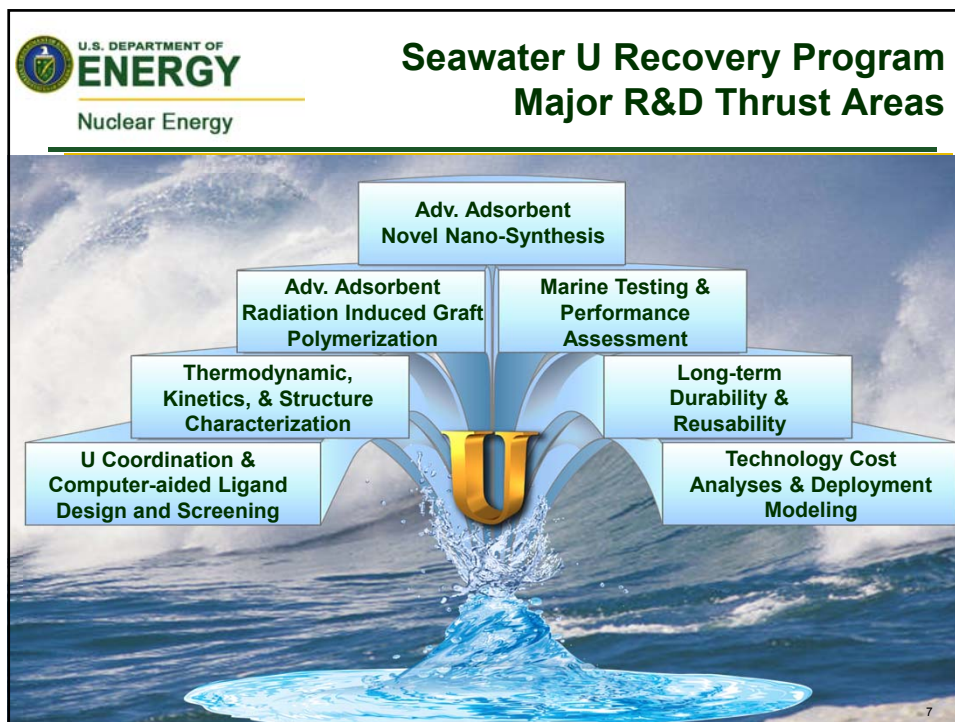 U.S. DEPARTMENT OF
ENERGY
Nuclear Energy
Seawater U Recovery Program
Major R&D Thrust Areas
Adv. Adsorbent
Novel Nano-Synthesis
Adv. Adsorbent
Radiation Induced Graft
Polymerization
Marine Testing &
Performance
Assessment
Thermodynamic,
Kinetics, & Structure
Characterization
Long-term
Durability &
Reusability
U Coordination &
Computer-aided Ligand
Design and Screening
U
Technology Cost
Analyses & Deployment
Modeling
7